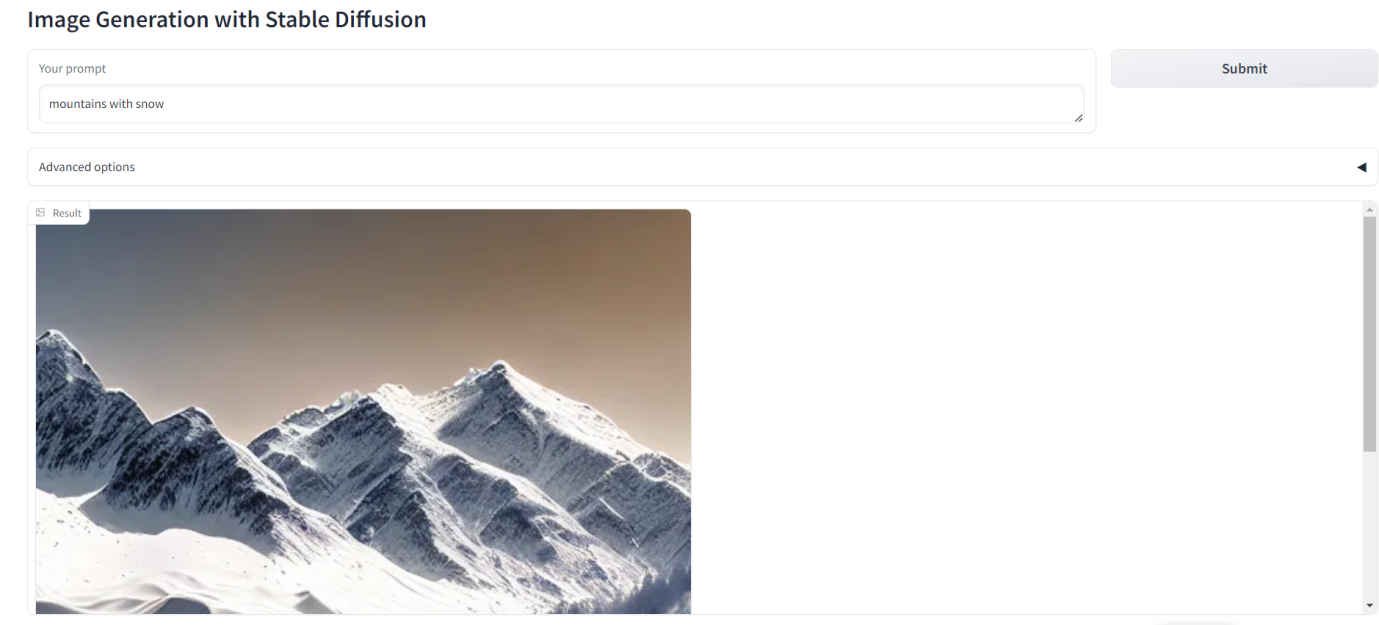 Image Generation with Stable Diffusion
Your prompt
Submit
mountains with snow
Advanced options
Result